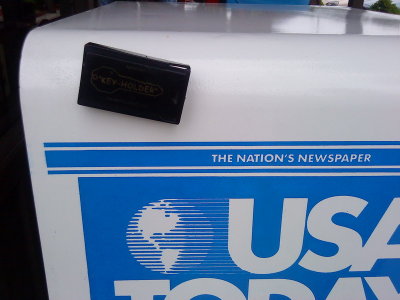 KEY-HOLDER
THE NATION'S NEWSPAPER
USA
TODAY